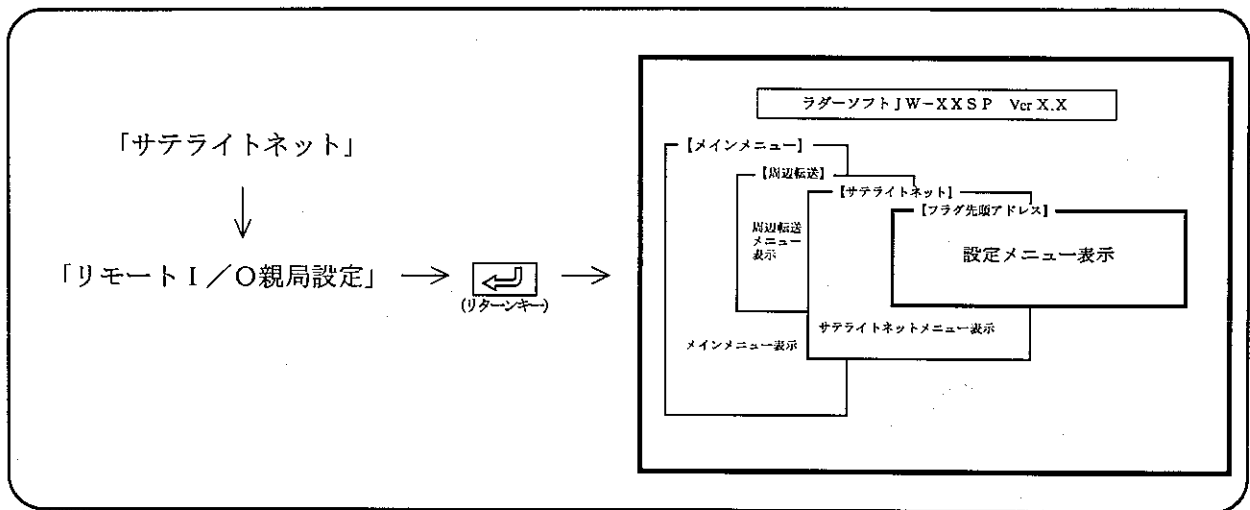 「サテライトネット」
「リモートI/O親局設定」
(リターンキー)
ラダーソフトJW-XXSP Ver X.X
【メインメニュー】
【周辺転送】
【サテライトネット】
【フラグ先頭アドレス】
周辺転送
メニュー
表示
設定メニュー表示
サテライトネットメニュー表示
メインメニュー表示